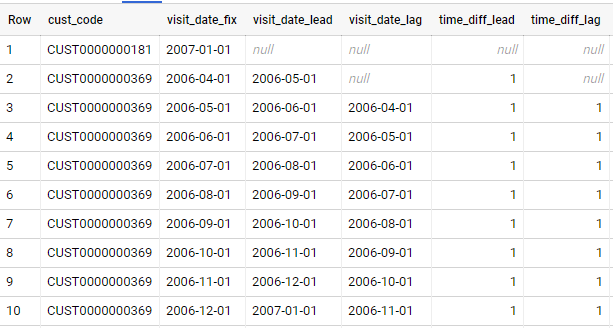 Row cust_code visit_date_fix visit_date_lead visit_date_lag time_diff_lead time_diff_lag
1 CUST0000000181 2007-01-01 null null null null
2 CUST0000000369 2006-04-01 2006-05-01 null 1 null
3 CUST0000000369 2006-05-01 2006-06-01 2006-04-01 1 1
4 CUST0000000369 2006-06-01 2006-07-01 2006-05-01 1 1
5 CUST0000000369 2006-07-01 2006-08-01 2006-06-01 1 1
6 CUST0000000369 2006-08-01 2006-09-01 2006-07-01 1 1
7 CUST0000000369 2006-09-01 2006-10-01 2006-08-01 1 1
8 CUST0000000369 2006-10-01 2006-11-01 2006-09-01 1 1
9 CUST0000000369 2006-11-01 2006-12-01 2006-10-01 1 1
10 CUST0000000369 2006-12-01 2007-01-01 2006-11-01 1 1